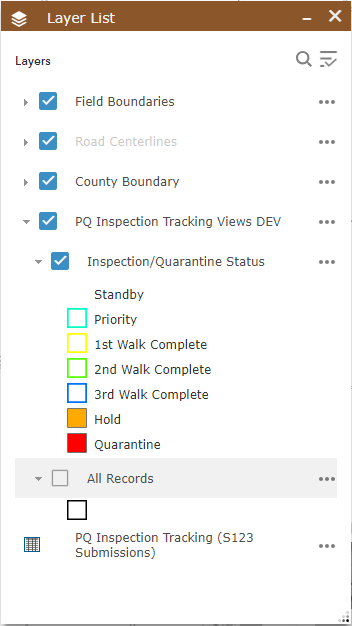 Layer List
Layers
Field Boundaries
Road Centerlines
County Boundary
PQ Inspection Tracking Views DEV
Inspection/Quarantine Status
Standby
Priority
1st Walk Complete
2nd Walk Complete
3rd Walk Complete
Hold
Quarantine
All Records
PQ Inspection Tracking (S123
Submissions)